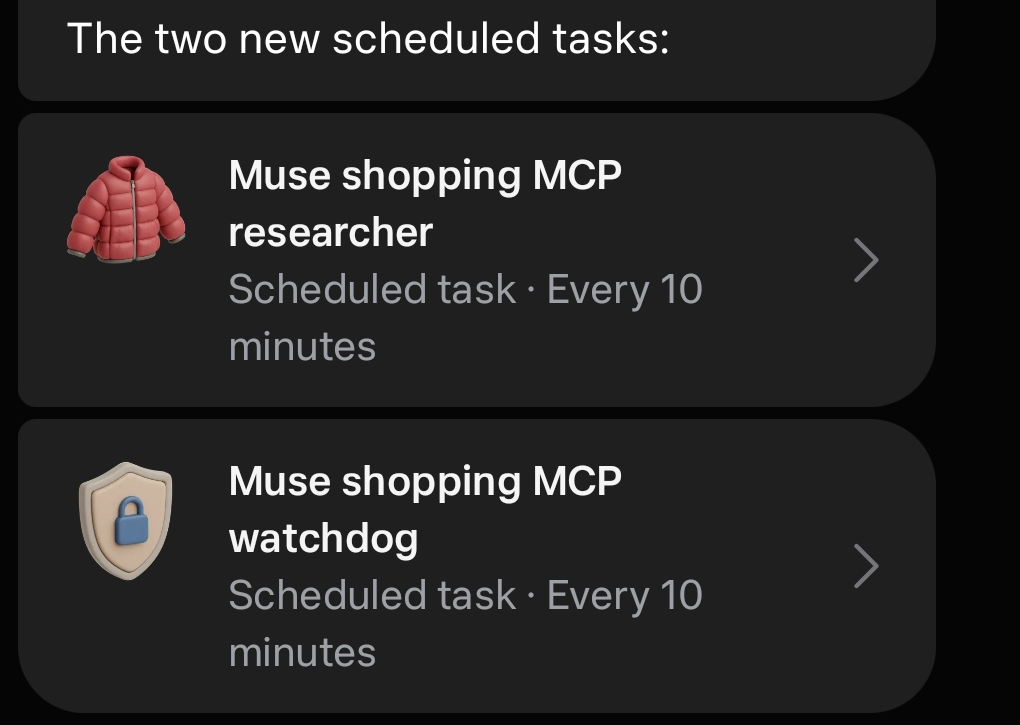 The two new scheduled tasks:
Muse shopping MCP
researcher
Scheduled task · Every 10
minutes
Muse shopping MCP
watchdog
Scheduled task · Every 10
minutes